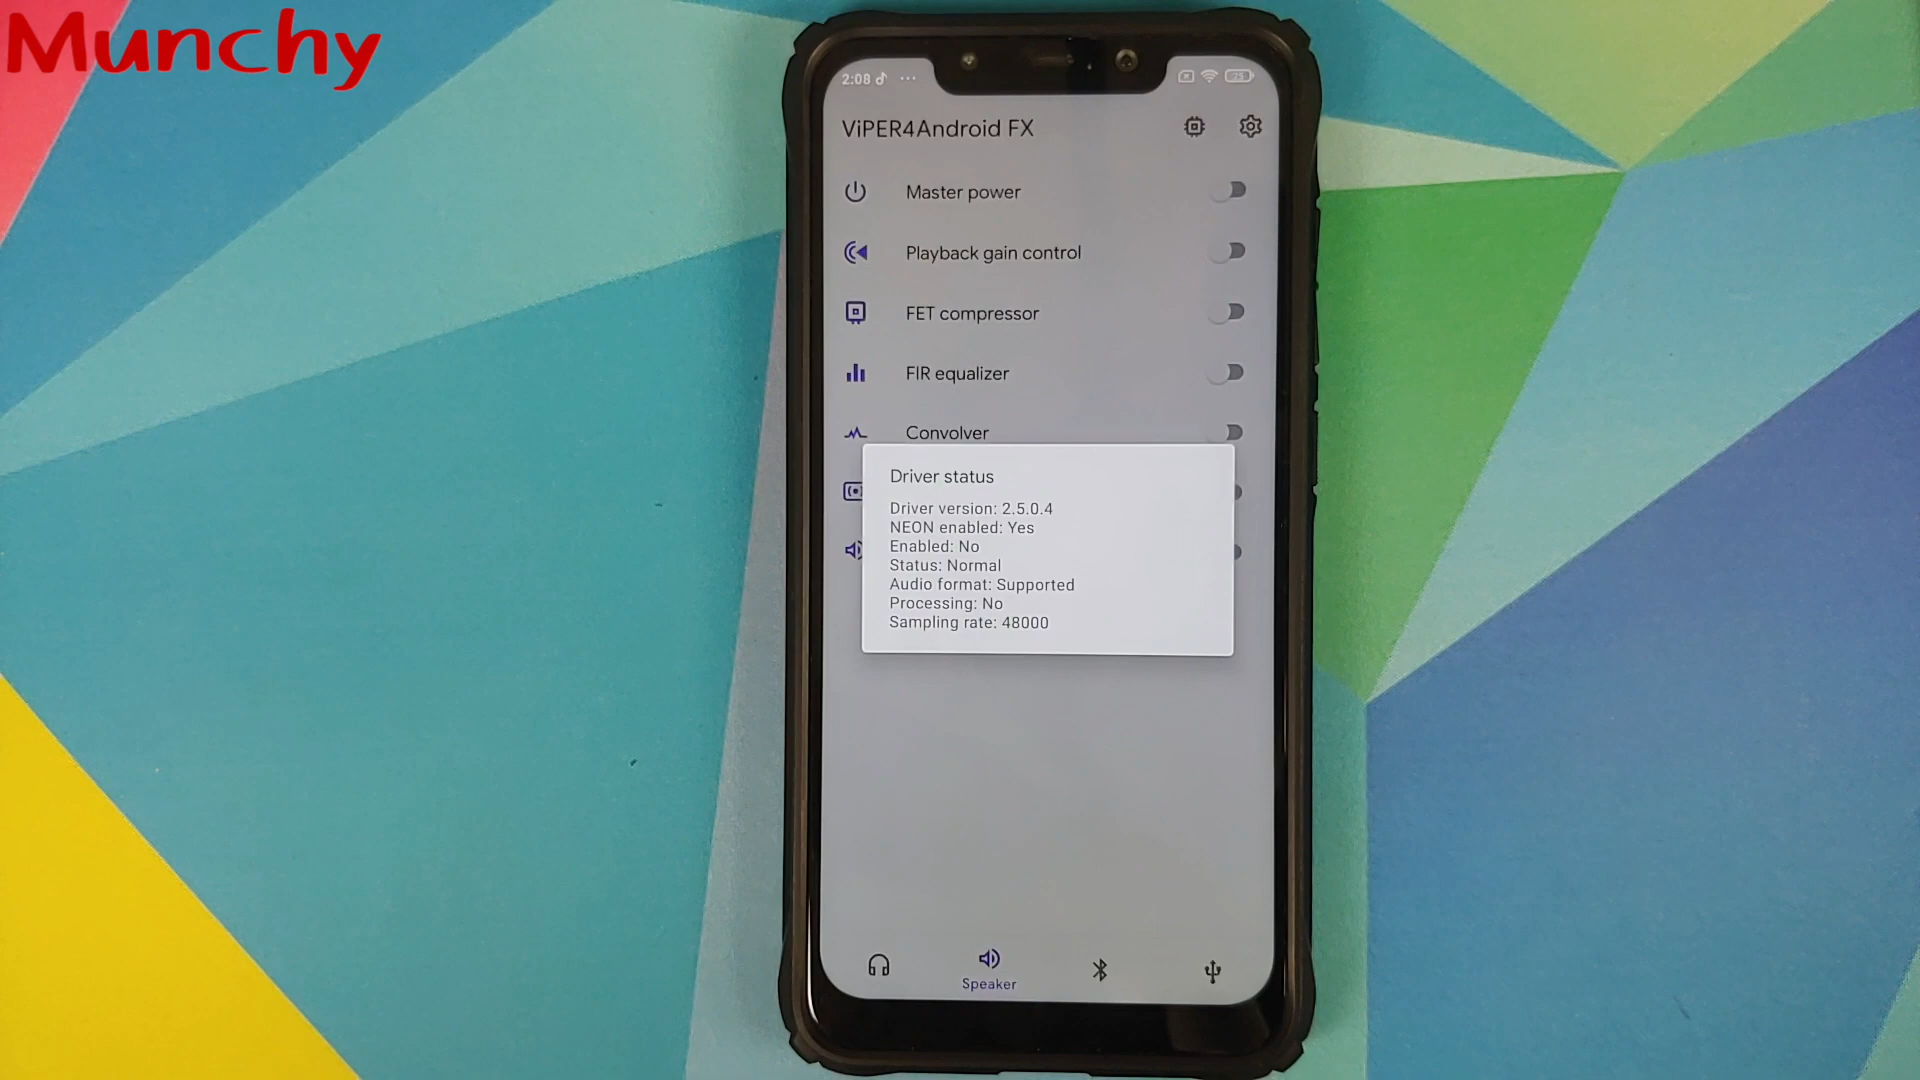 Munchy
2:08
25
ViPER4Android FX
Master power
Playback gain control
FET compressor
FIR equalizer
Convolver
Driver status
Driver version: 2.5.0.4
NEON enabled: Yes
Enabled: No
Status: Normal
Audio format: Supported
Processing: No
Sampling rate: 48000
Speaker